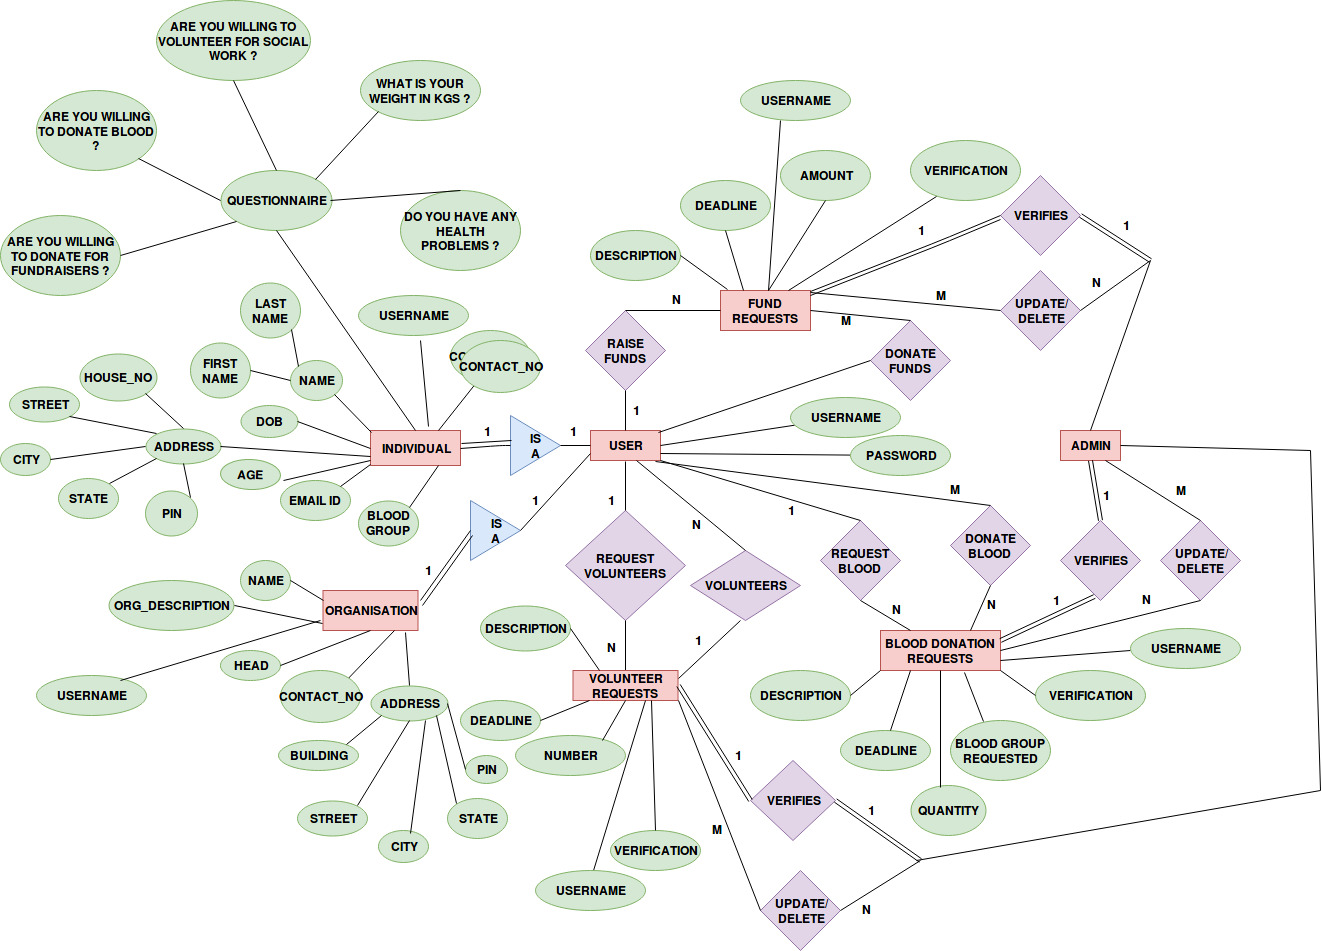 ARE YOU WILLING TO
VOLUNTEER FOR SOCIAL
WORK ?
WHAT IS YOUR
WEIGHT IN KGS ?
ARE YOU WILLING
TO DONATE BLOOD
?
QUESTIONNAIRE
DO YOU HAVE ANY
HEALTH
PROBLEMS ?
ARE YOU WILLING
TO DONATE FOR
FUNDRAISERS ?
USERNAME
AMOUNT
VERIFICATION
DEADLINE
DESCRIPTION
1
VERIFIES
1
FUND
REQUESTS
N
M
UPDATE/
DELETE
N
M
RAISE
FUNDS
DONATE
FUNDS
1
LAST
NAME
USERNAME
FIRST
NAME
NAME
CONTACT_NO
HOUSE_NO
STREET
DOB
ADDRESS
CITY
STATE
PIN
AGE
EMAIL ID
BLOOD
GROUP
INDIVIDUAL
1
IS
A
1
USER
USERNAME
PASSWORD
ADMIN
IS
A
1
1
1
N
1
M
1
M
REQUEST
VOLUNTEERS
VOLUNTEERS
REQUEST
BLOOD
DONATE
BLOOD
VERIFIES
UPDATE/
DELETE
N
1
N
N
1
N
NAME
ORG_DESCRIPTION
ORGANISATION
HEAD
USERNAME
CONTACT_NO
ADDRESS
BUILDING
STREET
CITY
STATE
PIN
DESCRIPTION
VOLUNTEER
REQUESTS
DEADLINE
NUMBER
VERIFICATION
USERNAME
BLOOD DONATION
REQUESTS
USERNAME
DESCRIPTION
VERIFICATION
DEADLINE
BLOOD GROUP
REQUESTED
QUANTITY
1
VERIFIES
1
M
UPDATE/
DELETE
N